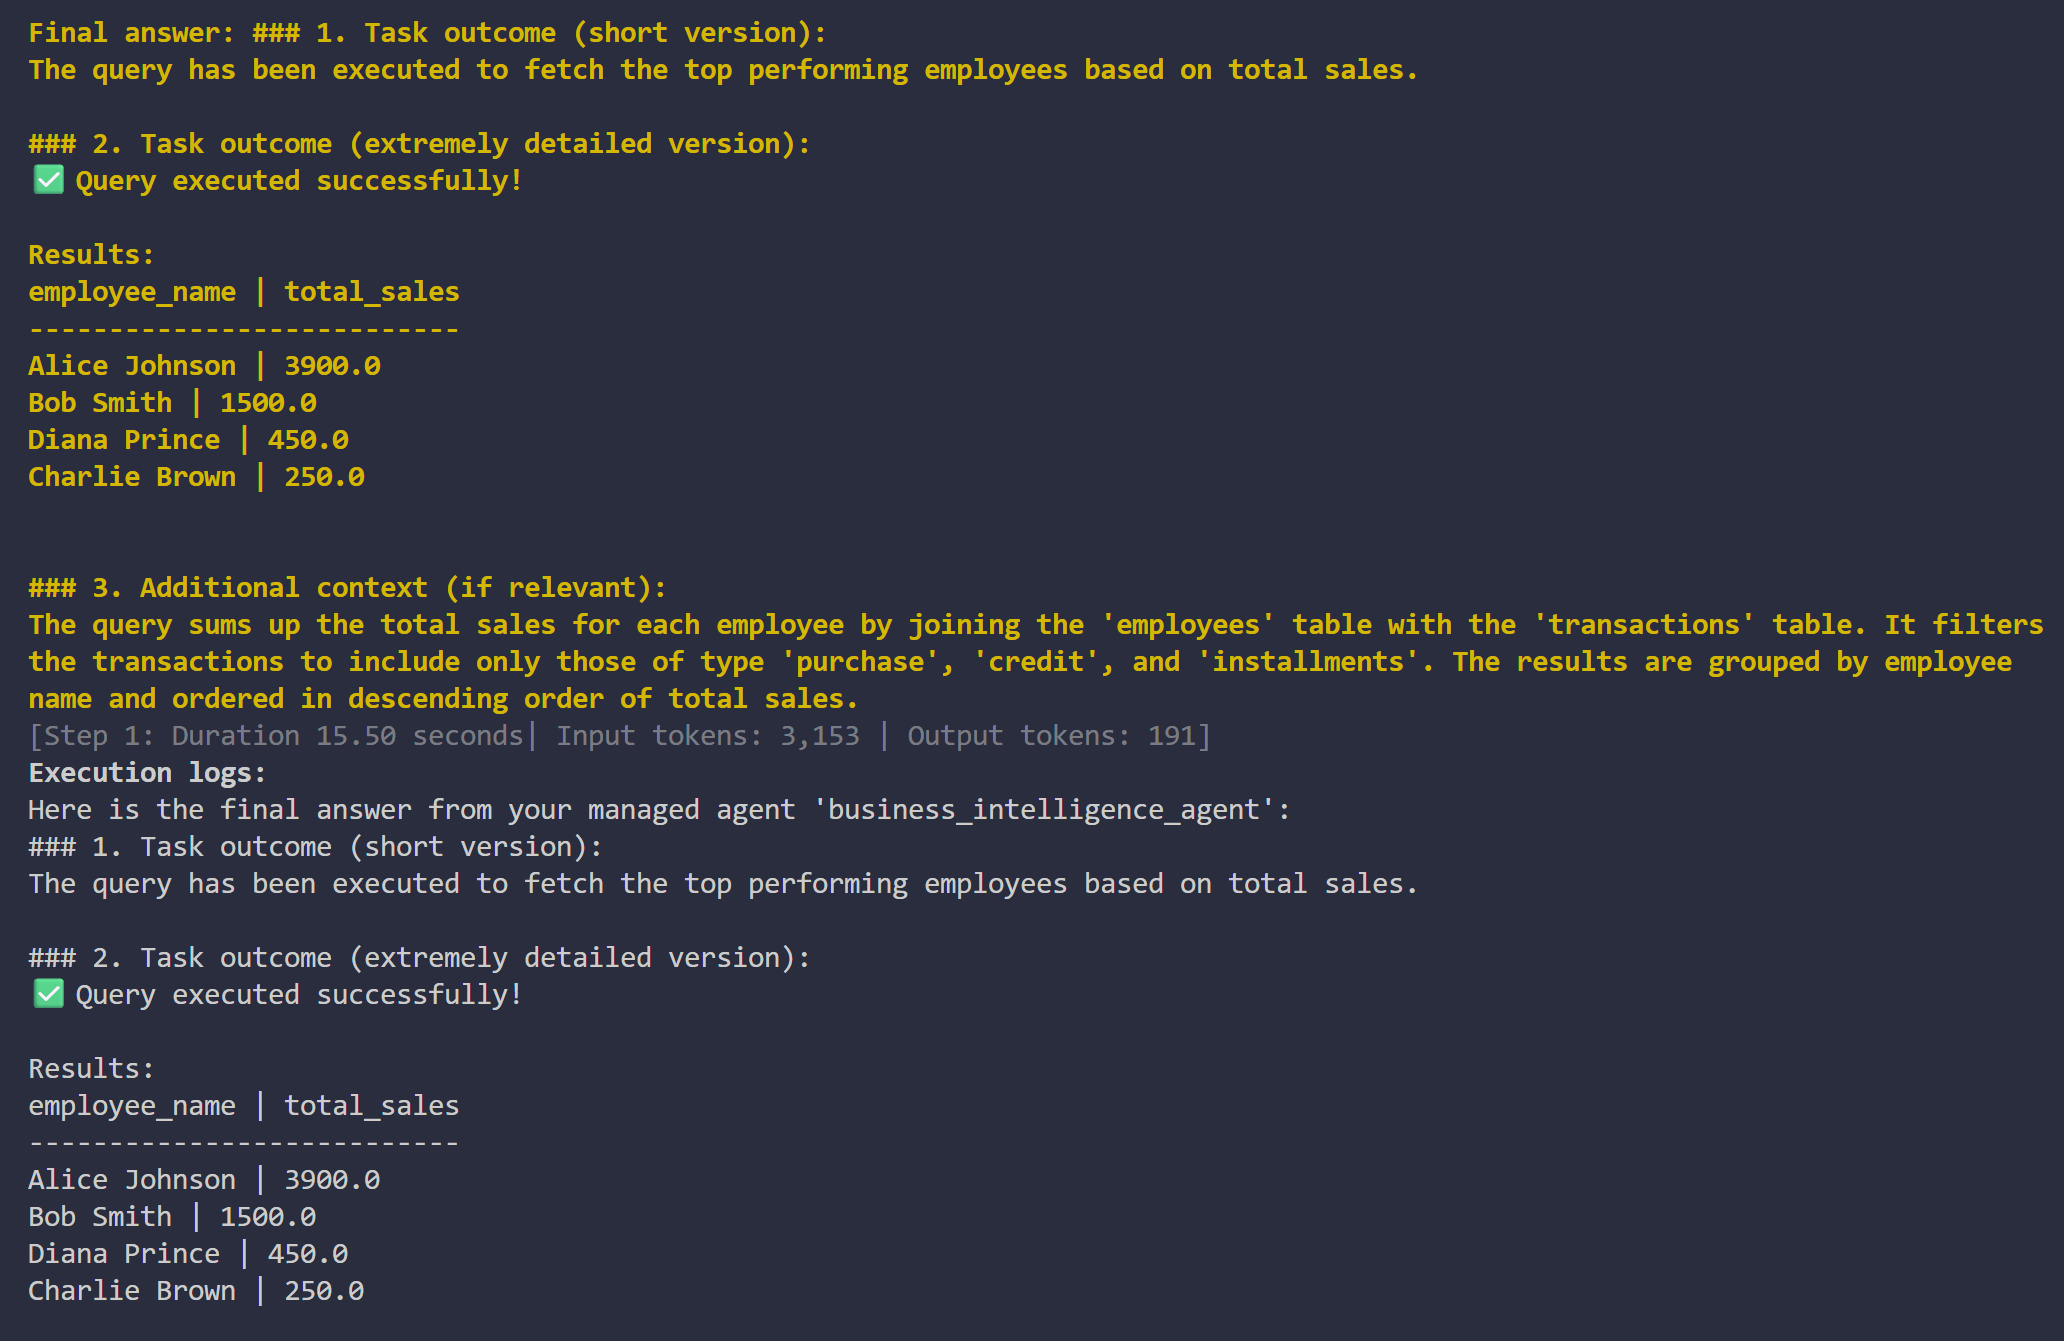 Final answer: ### 1. Task outcome (short version):
The query has been executed to fetch the top performing employees based on total sales.
### 2. Task outcome (extremely detailed version):
✅ Query executed successfully!
Results:
employee_name | total_sales
---------------------------
Alice Johnson | 3900.0
Bob Smith | 1500.0
Diana Prince | 450.0
Charlie Brown | 250.0
### 3. Additional context (if relevant):
The query sums up the total sales for each employee by joining the 'employees' table with the 'transactions' table. It filters
the transactions to include only those of type 'purchase', 'credit', and 'installments'. The results are grouped by employee
name and ordered in descending order of total sales.
[Step 1: Duration 15.50 seconds| Input tokens: 3,153 | Output tokens: 191]
Execution logs:
Here is the final answer from your managed agent 'business_intelligence_agent':
### 1. Task outcome (short version):
The query has been executed to fetch the top performing employees based on total sales.
### 2. Task outcome (extremely detailed version):
✅ Query executed successfully!
Results:
employee_name | total_sales
---------------------------
Alice Johnson | 3900.0
Bob Smith | 1500.0
Diana Prince | 450.0
Charlie Brown | 250.0